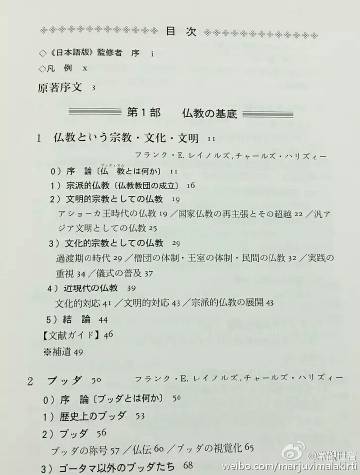 目 次
◇《日本語版》監修者 序 i
◇凡 例 x
原著序文 3
第1部 仏教の基底
1 仏教という宗教・文化・文明 11
フランク・E.レイノルズ,チャールズ・ハリズィー
0)序 論〔仏教とは何か〕 11
1)宗派的仏教〔仏教教団の成立〕 16
2)文明的宗教としての仏教 19
アショーカ王時代の仏教 19/国家仏教の再主張とその超越 22/汎ア
ジア文明としての仏教 25
3)文化的宗教としての仏教 29
過渡期の時代 29/僧団の体制・王室の体制・民間の仏教 32/実践の
重視 34/儀式の普及 37
4)近現代の仏教 39
文化的対応 41/文明的対応 43/宗派的仏教の展開 43
5)結 論 44
【文献ガイド】46
※補遺 49
2 ブッダ 50 フランク・E.レイノルズ,チャールズ・ハリズィー
0)序 論〔ブッダとは何か〕 50
1)歴史上のブッダ 53
2)ブッダ 56
ブッダの称号 57/仏伝 60/ブッダの視覚化 65
3)ゴータマ以外のブッダたち 68
weibo.com/marjuvimalakirti